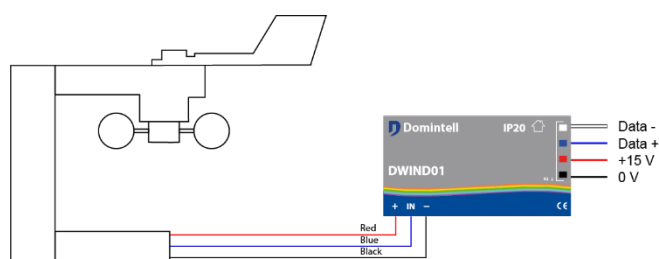 Domintell IP20
Data -
Data +
+15 V
0 V
DWIND01
+ IN −
CE
Red
Blue
Black